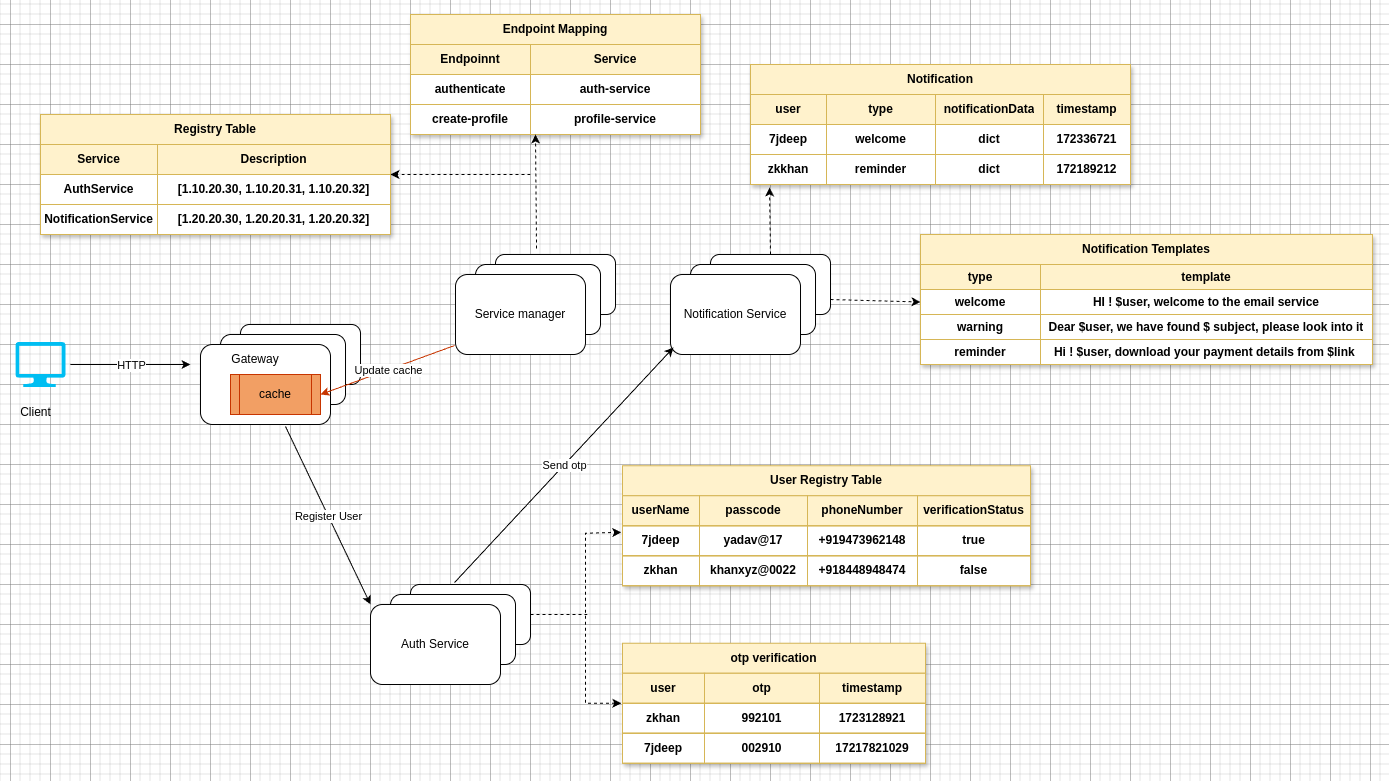 Endpoint Mapping
Endpoinnt Service
authenticate auth-service
create-profile profile-service
Notification
user type notificationData timestamp
7jdeep welcome dict 172336721
zkkhan reminder dict 172189212
Registry Table
Service Description
AuthService [1.10.20.30, 1.10.20.31, 1.10.20.32]
NotificationService [1.20.20.30, 1.20.20.31, 1.20.20.32]
Notification Templates
type template
welcome HI ! $user, welcome to the email service
warning Dear $user, we have found $ subject, please look into it
reminder Hi ! $user, download your payment details from $link
Service manager
Notification Service
Gateway
cache
HTTP
Update cache
Client
Send otp
Register User
User Registry Table
userName passcode phoneNumber verificationStatus
7jdeep yadav@17 +919473962148 true
zkhan khanxyz@0022 +918448948474 false
Auth Service
otp verification
user otp timestamp
zkhan 992101 1723128921
7jdeep 002910 17217821029